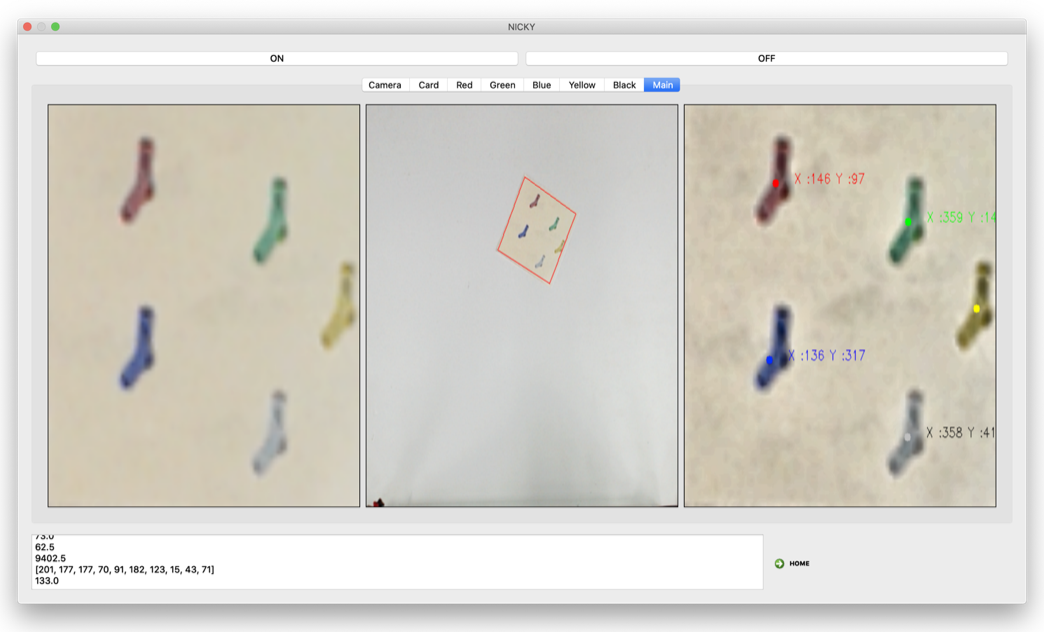 NICKY
ON
OFF
Camera Card Red Green Blue Yellow Black Main
X :146 Y :97
X :359 Y :14
X :136 Y :317
X :358 Y :41
73.0
62.5
9402.5
[201, 177, 177, 70, 91, 182, 123, 15, 43, 71]
133.0
HOME